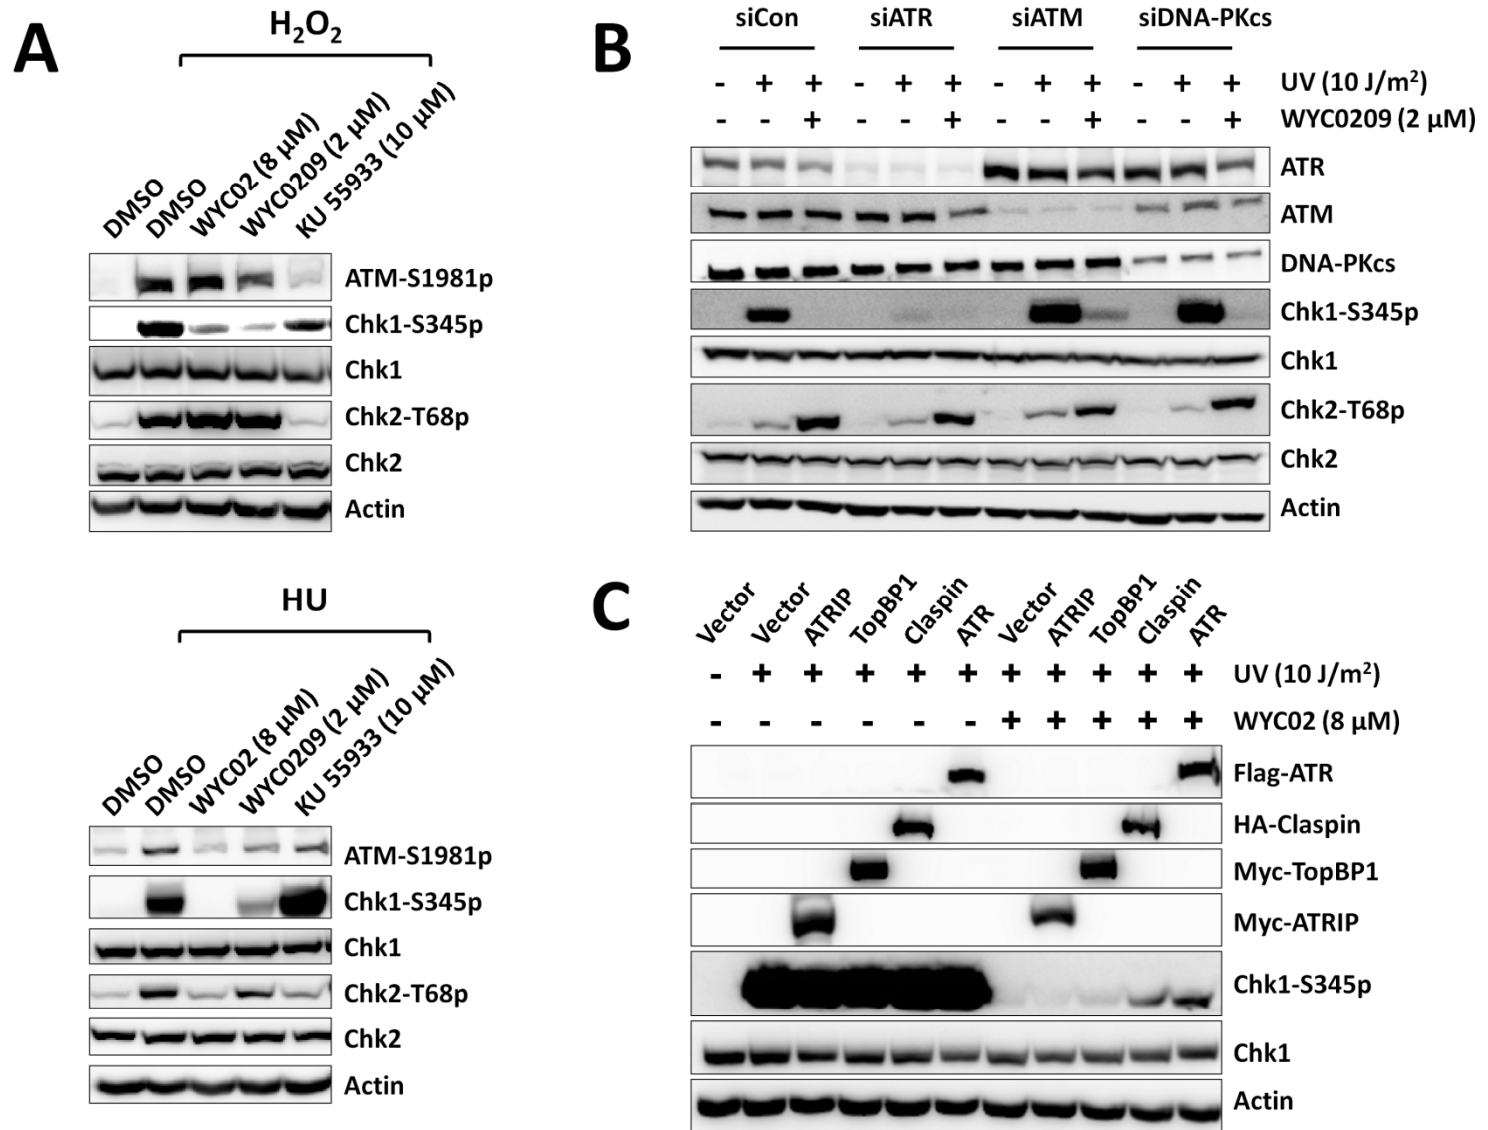 A
H₂O₂
DMSO
DMSO
WYC02 (8 μM)
WYC0209 (2 μM)
KU 55933 (10 μM)
ATM-S1981p
Chk1-S345p
Chk1
Chk2-T68p
Chk2
Actin
HU
DMSO
DMSO
WYC02 (8 μM)
WYC0209 (2 μM)
KU 55933 (10 μM)
ATM-S1981p
Chk1-S345p
Chk1
Chk2-T68p
Chk2
Actin
B
siCon siATR siATM siDNA-PKcs
- + + - + + - + + - + + UV (10 J/m²)
- - + - - + - - + - - + WYC0209 (2 μM)
ATR
ATM
DNA-PKcs
Chk1-S345p
Chk1
Chk2-T68p
Chk2
Actin
C
Vector
Vector
ATRIP
TopBP1
Claspin
ATR
Vector
ATRIP
TopBP1
Claspin
ATR
- + + + + + + + + + + UV (10 J/m²)
- - - - - - + + + + + WYC02 (8 μM)
Flag-ATR
HA-Claspin
Myc-TopBP1
Myc-ATRIP
Chk1-S345p
Chk1
Actin